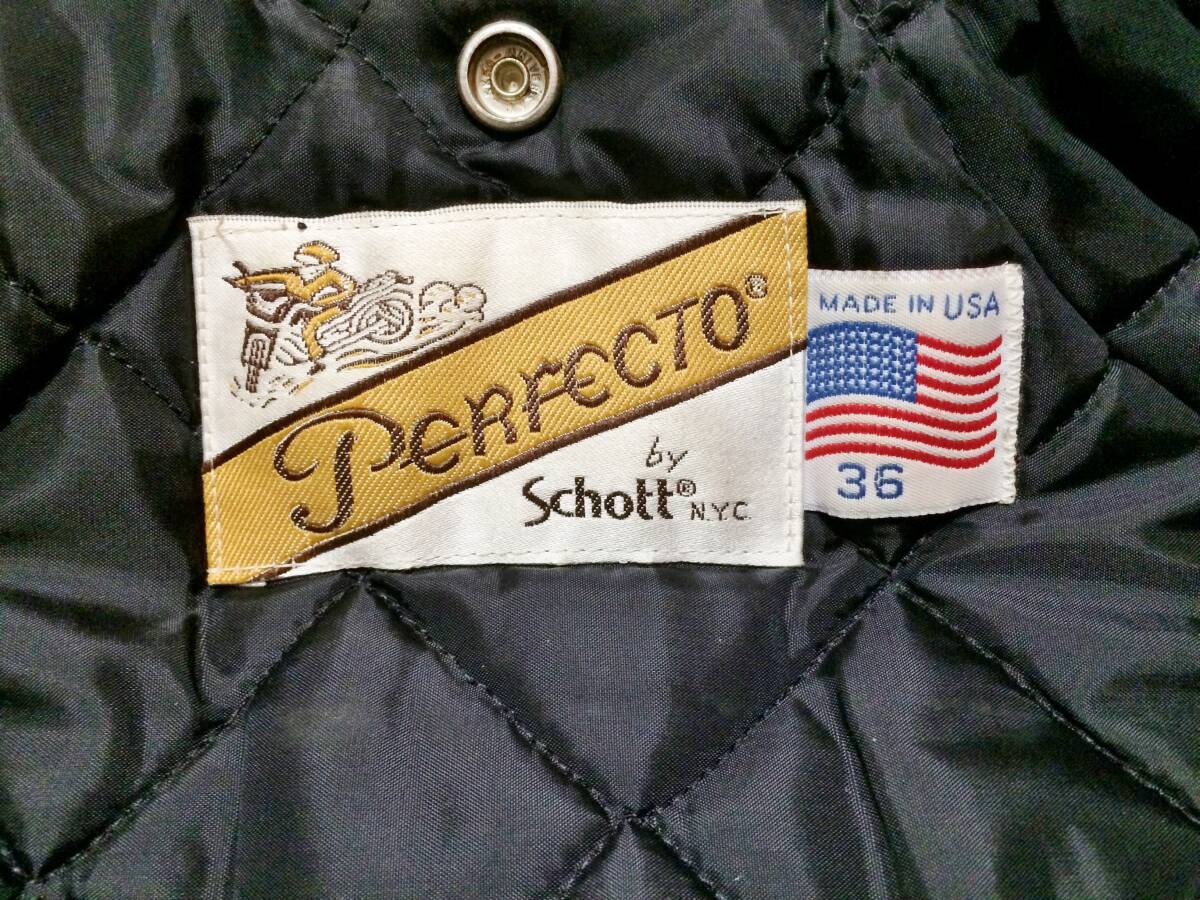 PERFECTO®
by
Schott® N.Y.C.
MADE IN USA
36